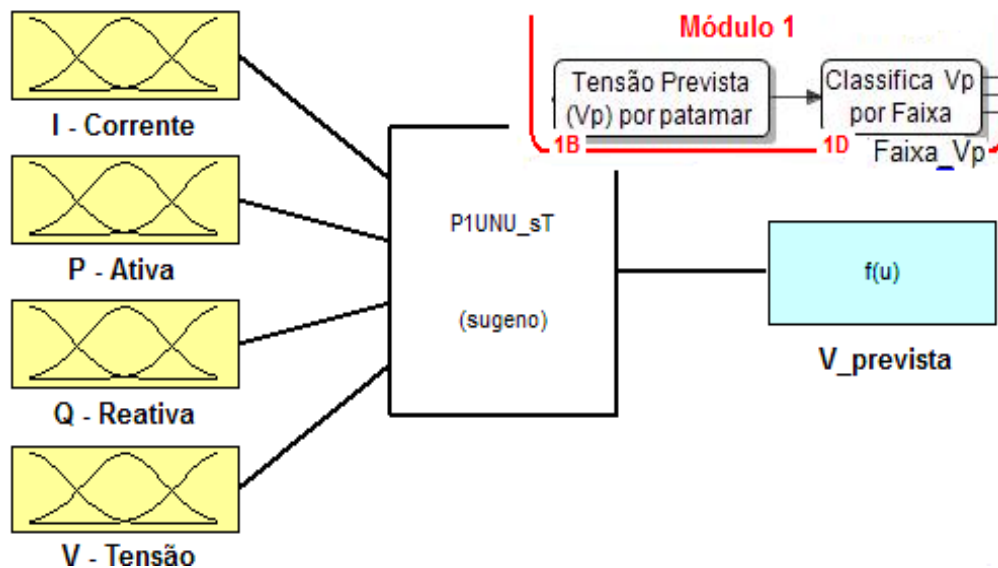 I - Corrente
P - Ativa
Q - Reativa
V - Tensão
P1UNU_sT
(sugeno)
Módulo 1
Tensão Prevista
(Vp) por patamar
1B
Classifica Vp
por Faixa
1D
Faixa_Vp
f(u)
V_prevista